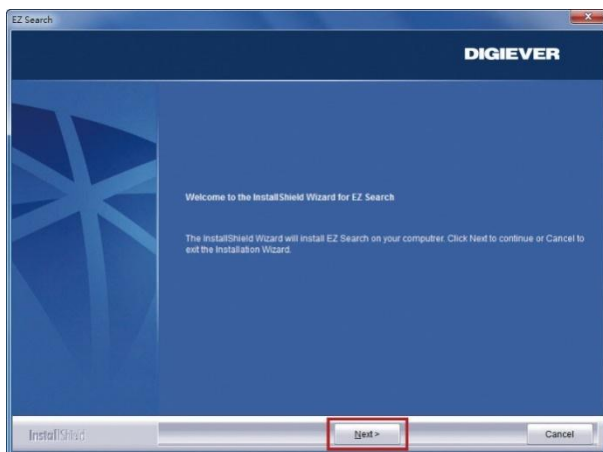 EZ Search
DIGIEVER
Welcome to the InstallShield Wizard for EZ Search
The InstallShield Wizard will install EZ Search on your computrer. Click Next to continue or Cancel to
exit the Installation Wizard.
InstallShield
Next >
Cancel